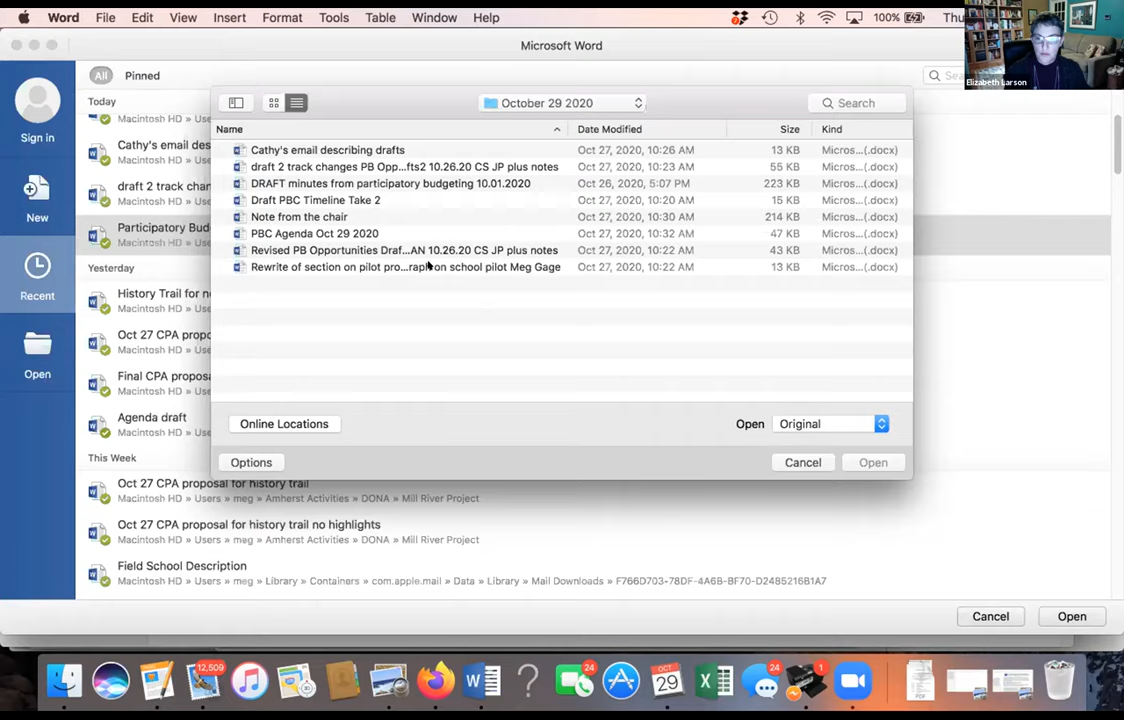 Word File Edit View Insert Format Tools Table Window Help 100% Thu
Microsoft Word
Elizabeth Larson
All Pinned
October 29 2020
Search
Today
Macintosh HD » Users
Name Date Modified Size Kind
Cathy's email des
Macintosh HD » Users
Cathy's email describing drafts Oct 27, 2020, 10:26 AM 13 KB Micros...(.docx)
draft 2 track changes PB Opp...fts2 10.26.20 CS JP plus notes Oct 27, 2020, 10:23 AM 55 KB Micros...(.docx)
DRAFT minutes from participatory budgeting 10.01.2020 Oct 26, 2020, 5:07 PM 223 KB Micros...(.docx)
Draft PBC Timeline Take 2 Oct 27, 2020, 10:20 AM 15 KB Micros...(.docx)
Note from the chair Oct 27, 2020, 10:30 AM 214 KB Micros...(.docx)
PBC Agenda Oct 29 2020 Oct 27, 2020, 10:32 AM 47 KB Micros...(.docx)
Revised PB Opportunities Draf...AN 10.26.20 CS JP plus notes Oct 27, 2020, 10:22 AM 43 KB Micros...(.docx)
Rewrite of section on pilot pro...raph on school pilot Meg Gage Oct 27, 2020, 10:22 AM 13 KB Micros...(.docx)
Sign in
New
Recent
Open
draft 2 track char
Macintosh HD » Users
Participatory Bud
Macintosh HD » Users
Yesterday
History Trail for n
Macintosh HD » Users
Oct 27 CPA propo
Macintosh HD » Users
Final CPA proposa
Macintosh HD » Users
Agenda draft
Macintosh HD » Users
Online Locations
Open Original
Options
Cancel Open
This Week
Oct 27 CPA proposal for history trail
Macintosh HD » Users » meg » Amherst Activities » DONA » Mill River Project
Oct 27 CPA proposal for history trail no highlights
Macintosh HD » Users » meg » Amherst Activities » DONA » Mill River Project
Field School Description
Macintosh HD » Users » meg » Library » Containers » com.apple.mail » Data » Library » Mail Downloads » F766D703-78DF-4A6B-BF70-D2485216B1A7
Cancel Open
12,509 24 OCT 29 24 1
PDF